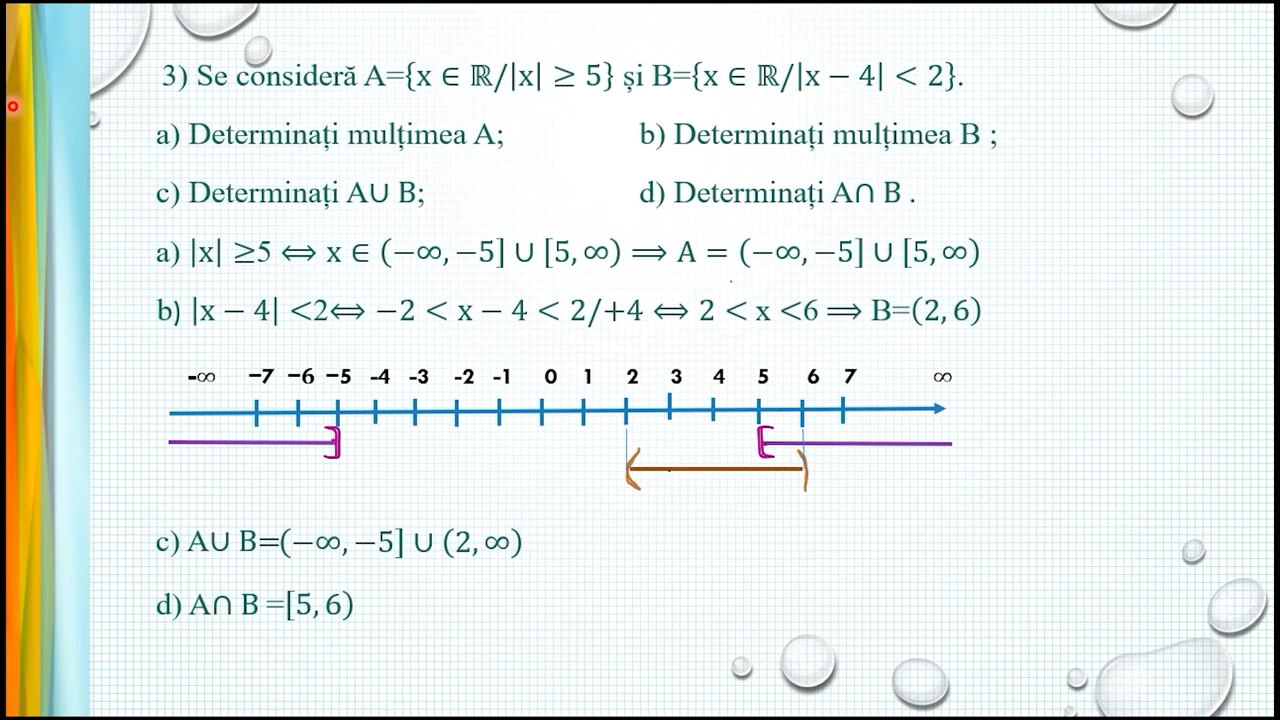 3) Se consideră A={x ∈ ℝ/|x| ≥ 5} și B={x ∈ ℝ/|x − 4| < 2}.
a) Determinați mulțimea A; b) Determinați mulțimea B ;
c) Determinați A∪ B; d) Determinați A∩ B .
a) |x| ≥5 ⟺ x ∈ (−∞, −5] ∪ [5, ∞) ⟹ A = (−∞, −5] ∪ [5, ∞)
b) |x − 4| <2⟺ −2 < x − 4 < 2/+4 ⟺ 2 < x <6 ⟹ B=(2, 6)
-∞ −7 −6 −5 -4 -3 -2 -1 0 1 2 3 4 5 6 7 ∞
c) A∪ B=(−∞, −5] ∪ (2, ∞)
d) A∩ B =[5, 6)